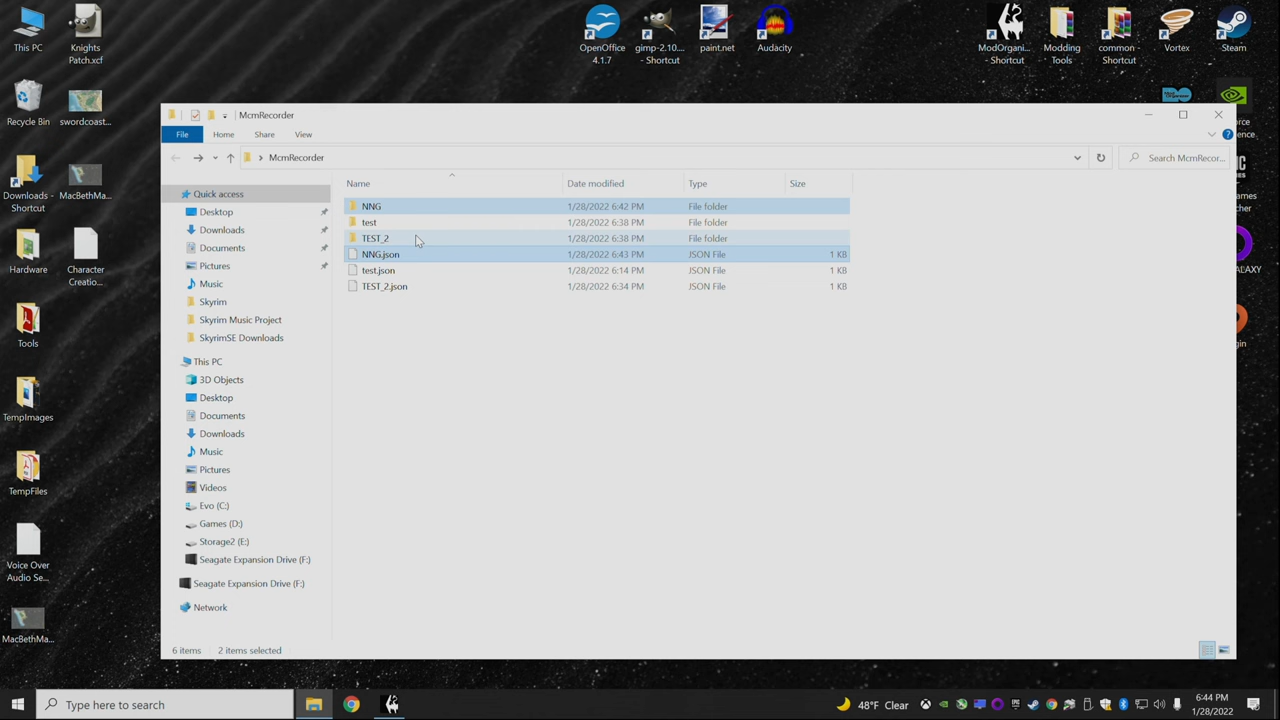 This PC
Knights
Patch.xcf
OpenOffice
4.1.7
gimp-2.10....
- Shortcut
paint.net
Audacity
ModOrgani...
- Shortcut
Modding
Tools
common -
Shortcut
Vortex
Steam
Recycle Bin
swordcoast...
Downloads -
Shortcut
MacBethMa...
Hardware
Character
Creatio...
Tools
TempImages
TempFiles
Voice Over
Audio Se...
MacBethMa...
McmRecorder
File
Home
Share
View
McmRecorder
Search McmRecor...
Name
Date modified
Type
Size
NNG 1/28/2022 6:42 PM File folder
test 1/28/2022 6:38 PM File folder
TEST_2 1/28/2022 6:38 PM File folder
NNG.json 1/28/2022 6:43 PM JSON File 1 KB
test.json 1/28/2022 6:14 PM JSON File 1 KB
TEST_2.json 1/28/2022 6:34 PM JSON File 1 KB
Quick access
Desktop
Downloads
Documents
Pictures
Music
Skyrim
Skyrim Music Project
SkyrimSE Downloads
This PC
3D Objects
Desktop
Documents
Downloads
Music
Pictures
Videos
Evo (C:)
Games (D:)
Storage2 (E:)
Seagate Expansion Drive (F:)
Seagate Expansion Drive (F:)
Network
6 items
2 items selected
Type here to search
48°F Clear
6:44 PM
1/28/2022